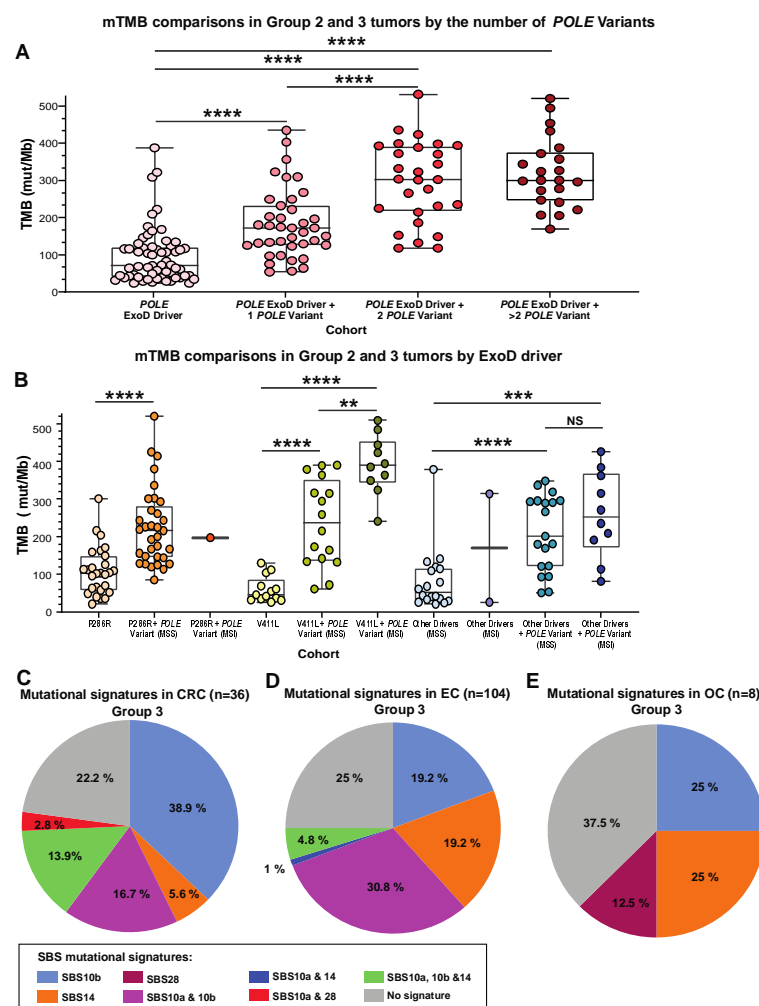 mTMB comparisons in Group 2 and 3 tumors by the number of POLE Variants
A
****
****
****
****
TMB (mut/Mb)
500
400
300
200
100
0
POLE
ExoD Driver
POLE ExoD Driver +
1 POLE Variant
POLE ExoD Driver +
2 POLE Variant
POLE ExoD Driver +
>2 POLE Variant
Cohort
mTMB comparisons in Group 2 and 3 tumors by ExoD driver
B
****
****
**
****
***
NS
****
TMB ( mut/Mb)
500
400
300
200
100
0
P286R
P286R + POLE
Variant (MSS)
P286R + POLE
Variant (MSI)
V411L
V411L + POLE
Variant (MSS)
V411L + POLE
Variant (MSI)
Other Drivers
(MSS)
Other Drivers
(MSI)
Other Drivers
+ POLE Variant
(MSS)
Other Drivers
+ POLE Variant
(MSI)
Cohort
C
Mutational signatures in CRC (n=36)
Group 3
22.2 %
38.9 %
2.8 %
13.9%
16.7 %
5.6 %
D
Mutational signatures in EC (n=104)
Group 3
25 %
19.2 %
4.8 %
19.2 %
1 %
30.8 %
E
Mutational signatures in OC (n=8)
Group 3
25 %
37.5 %
25 %
12.5 %
SBS mutational signatures:
SBS10b
SBS28
SBS10a & 14
SBS10a, 10b &14
SBS14
SBS10a & 10b
SBS10a & 28
No signature